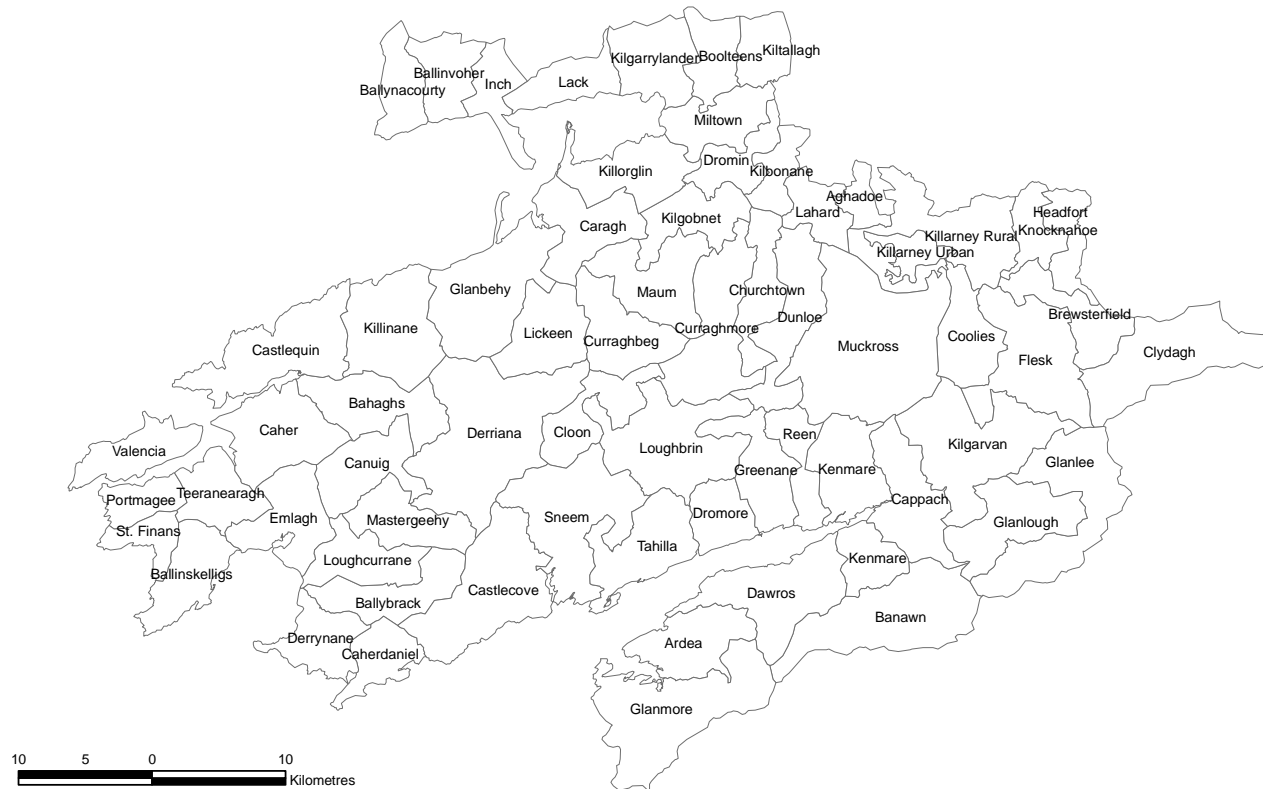 Kiltallagh
Boolteens
Kilgarrylander
Ballinvoher
Lack
Inch
Ballynacourty
Miltown
Dromin
Killorglin
Kilbonane
Aghadoe
Lahard
Headfort
Kilgobnet
Caragh
Knocknahoe
Killarney Rural
Killarney Urban
Glanbehy
Maum
Churchtown
Brewsterfield
Dunloe
Killinane
Curraghmore
Lickeen
Coolies
Curraghbeg
Muckross
Castlequin
Clydagh
Flesk
Bahaghs
Caher
Derriana
Cloon
Reen
Kilgarvan
Loughbrin
Valencia
Canuig
Glanlee
Greenane
Kenmare
Teeranearagh
Portmagee
Cappach
Dromore
Sneem
Emlagh
Mastergeehy
Glanlough
St. Finans
Tahilla
Loughcurrane
Kenmare
Ballinskelligs
Castlecove
Dawros
Ballybrack
Banawn
Derrynane
Ardea
Caherdaniel
Glanmore
10 5 0 10
Kilometres